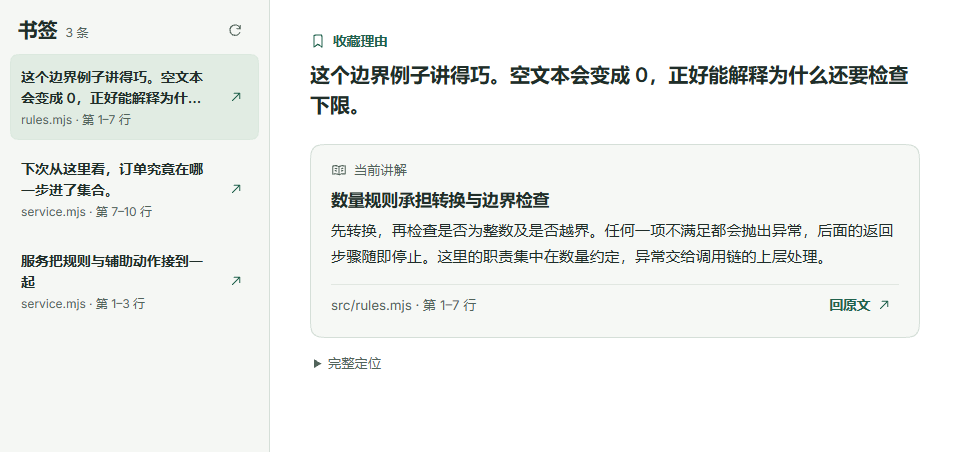 书签 3 条
这个边界例子讲得巧。空文本
会变成 0，正好能解释为什...
rules.mjs · 第 1–7 行
下次从这里看，订单究竟在哪
一步进了集合。
service.mjs · 第 7–10 行
服务把规则与辅助动作接到一
起
service.mjs · 第 1–3 行
收藏理由
这个边界例子讲得巧。空文本会变成 0，正好能解释为什么还要检查
下限。
当前讲解
数量规则承担转换与边界检查
先转换，再检查是否为整数及是否越界。任何一项不满足都会抛出异常，后面的返回
步骤随即停止。这里的职责集中在数量约定，异常交给调用链的上层处理。
src/rules.mjs · 第 1–7 行
回原文
完整定位